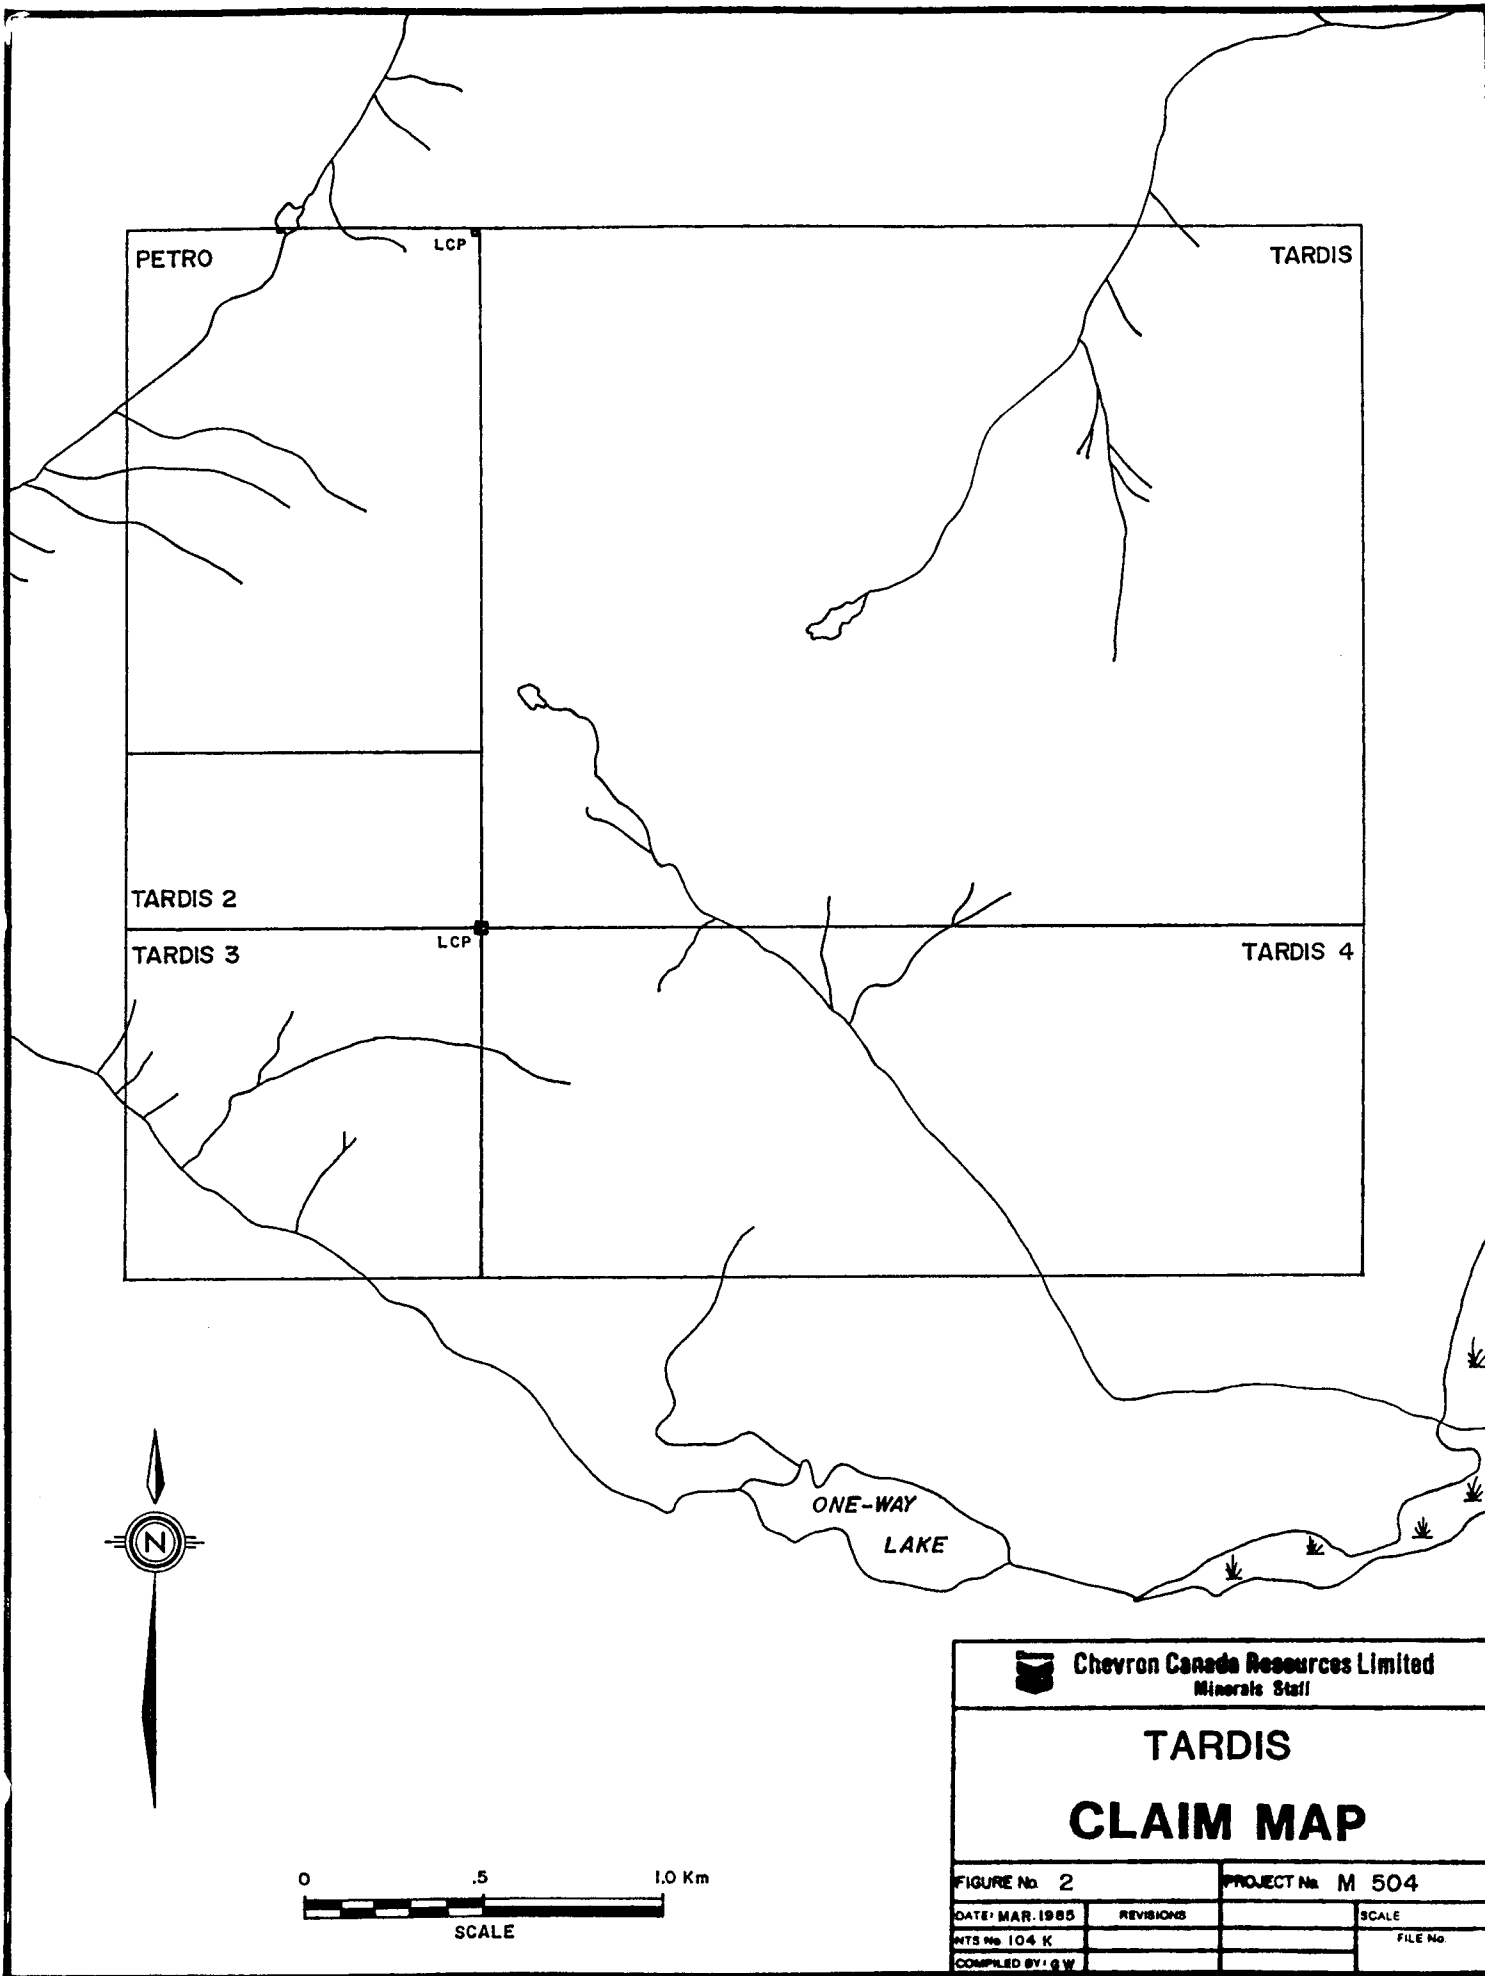 PETRO
LCP
TARDIS
TARDIS 2
TARDIS 3
LCP
TARDIS 4
ONE-WAY
LAKE
N
0 .5 1.0 Km
SCALE
Chevron
Chevron Canada Resources Limited
Minerals Staff
TARDIS
CLAIM MAP
FIGURE No. 2
PROJECT No. M 504
DATE: MAR. 1985
REVISIONS
SCALE
NTS No 104 K
FILE No.
COMPILED BY: G W